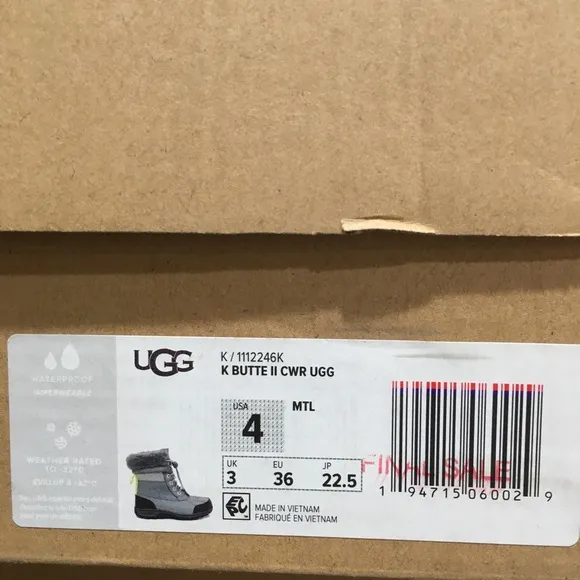 WATERPROOF
IMPERMÉABLE
WEATHER RATED
UGG
K / 1112246K
K BUTTE II CWR UGG
USA
4
MTL
UK
3
EU
36
JP
22.5
MADE IN VIETNAM
FABRIQUÉ EN VIETNAM
FINAL SALE
1 94715 06002 9